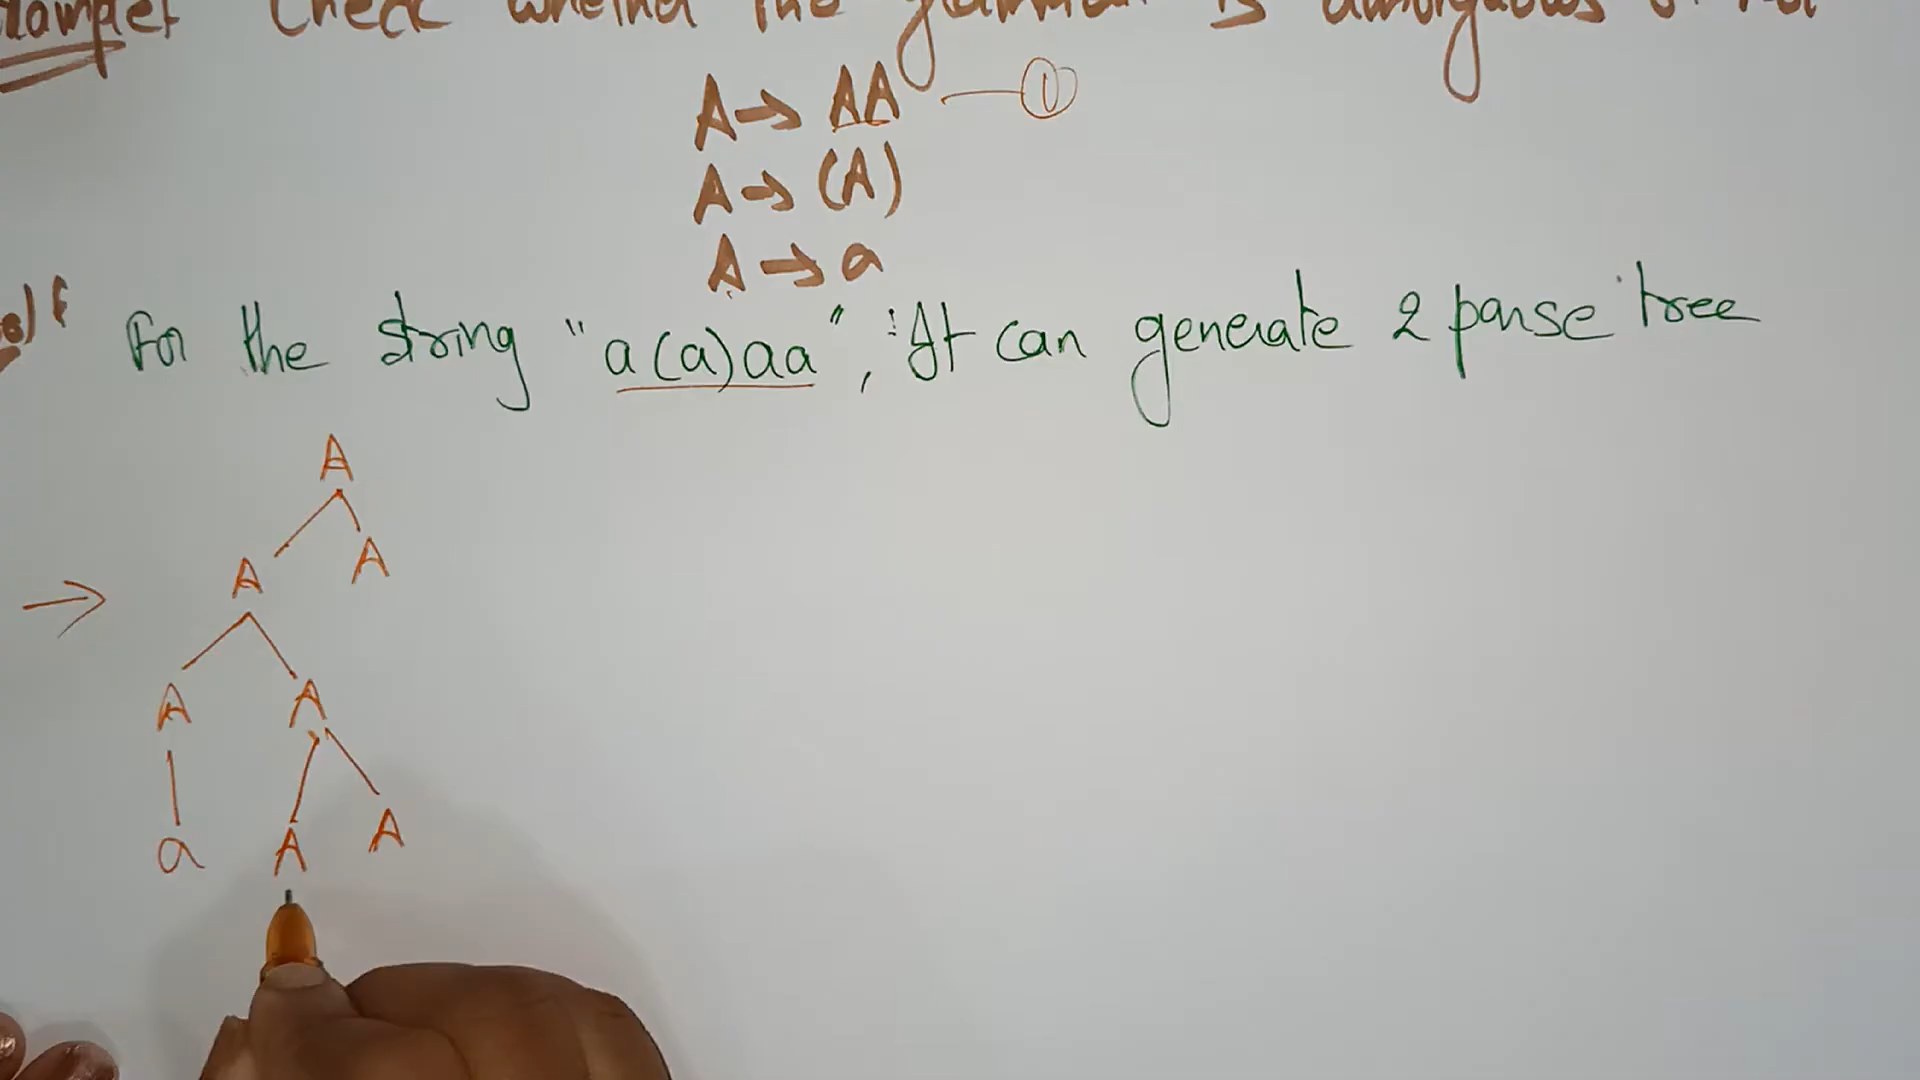 Example: Check whether the grammar is ambiguous or not
A → AA — ①
A → (A)
A → a
For the string "a(a)aa", It can generate 2 parse tree
A
A A
→
A A
a A A